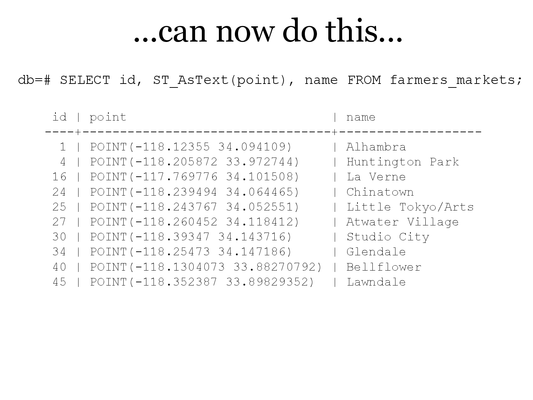 ...can now do this...
db=# SELECT id, ST_AsText(point), name FROM farmers_markets;
id | point | name
----+---------------------------------+-------------------
1 | POINT(-118.12355 34.094109) | Alhambra
4 | POINT(-118.205872 33.972744) | Huntington Park
16 | POINT(-117.769776 34.101508) | La Verne
24 | POINT(-118.239494 34.064465) | Chinatown
25 | POINT(-118.243767 34.052551) | Little Tokyo/Arts
27 | POINT(-118.260452 34.118412) | Atwater Village
30 | POINT(-118.39347 34.143716) | Studio City
34 | POINT(-118.25473 34.147186) | Glendale
40 | POINT(-118.1304073 33.88270792) | Bellflower
45 | POINT(-118.352387 33.89829352) | Lawndale